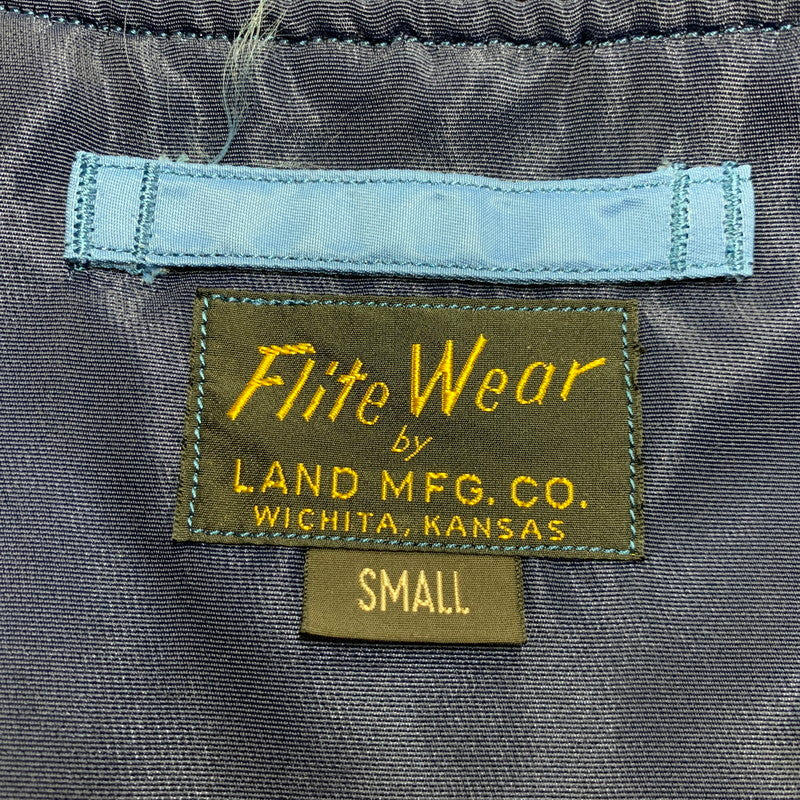 Flite Wear
by
LAND MFG. CO.
WICHITA, KANSAS
SMALL